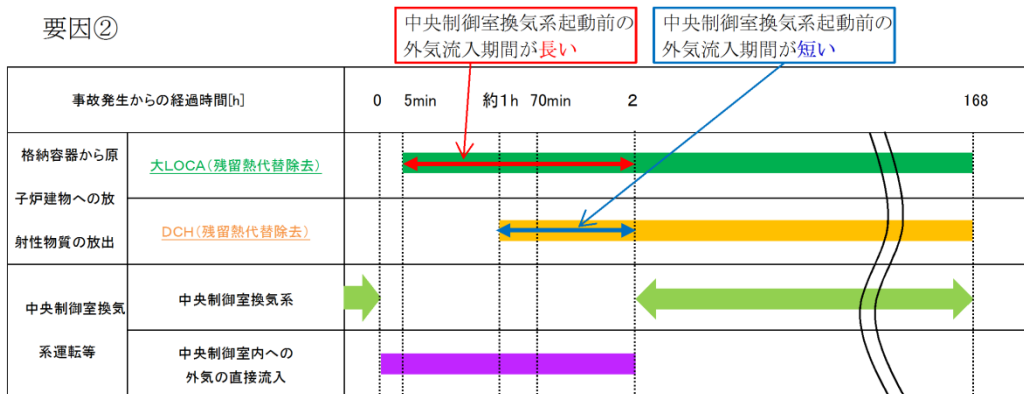 要因②
中央制御室換気系起動前の
外気流入期間が長い
中央制御室換気系起動前の
外気流入期間が短い
事故発生からの経過時間[h]
0 5min 約1h 70min 2 168
格納容器から原
子炉建物への放
射性物質の放出
大LOCA(残留熱代替除去)
DCH(残留熱代替除去)
中央制御室換気
系運転等
中央制御室換気系
中央制御室内への
外気の直接流入